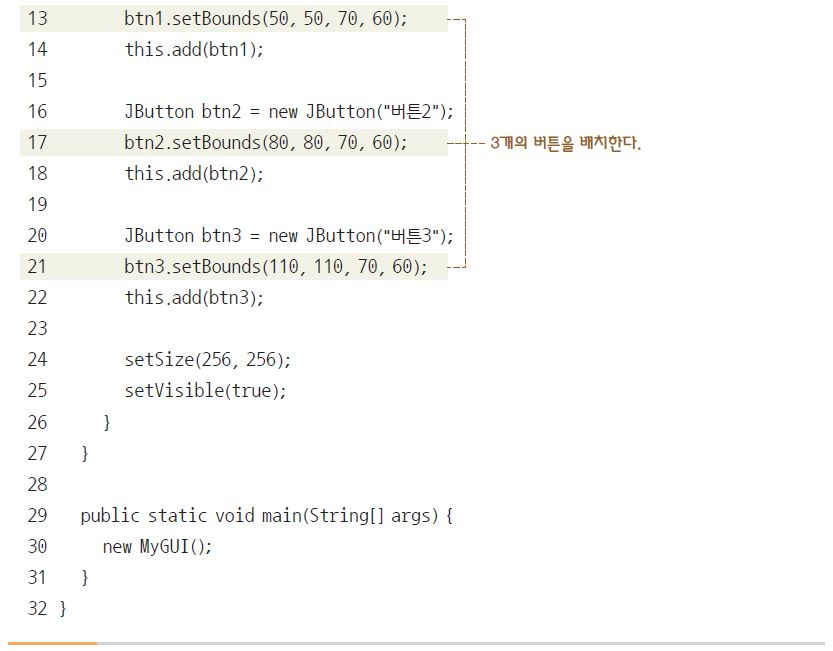 13 btn1.setBounds(50, 50, 70, 60);
14 this.add(btn1);
15
16 JButton btn2 = new JButton("버튼2");
17 btn2.setBounds(80, 80, 70, 60);
3개의 버튼을 배치한다.
18 this.add(btn2);
19
20 JButton btn3 = new JButton("버튼3");
21 btn3.setBounds(110, 110, 70, 60);
22 this.add(btn3);
23
24 setSize(256, 256);
25 setVisible(true);
26 }
27 }
28
29 public static void main(String[] args) {
30 new MyGUI();
31 }
32 }